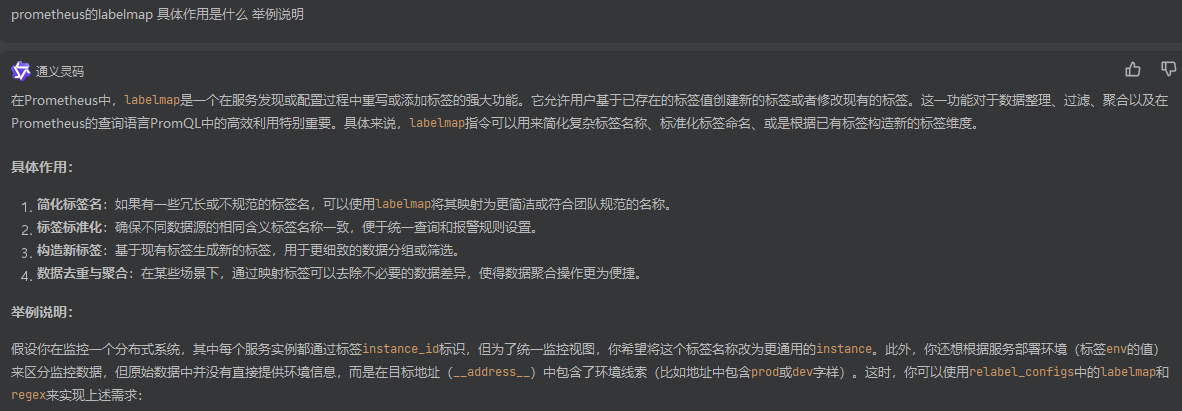 prometheus的labelmap 具体作用是什么 举例说明
通义灵码
在Prometheus中，labelmap是一个在服务发现或配置过程中重写或添加标签的强大功能。它允许用户基于已存在的标签值创建新的标签或者修改现有的标签。这一功能对于数据整理、过滤、聚合以及在
Prometheus的查询语言PromQL中的高效利用特别重要。具体来说，labelmap指令可以用来简化复杂标签名称、标准化标签命名、或是根据已有标签构造新的标签维度。
具体作用：
1. 简化标签名：如果有一些冗长或不规范的标签名，可以使用labelmap将其映射为更简洁或符合团队规范的名称。
2. 标签标准化：确保不同数据源的相同含义标签名称一致，便于统一查询和报警规则设置。
3. 构造新标签：基于现有标签生成新的标签，用于更细致的数据分组或筛选。
4. 数据去重与聚合：在某些场景下，通过映射标签可以去除不必要的数据差异，使得数据聚合操作更为便捷。
举例说明：
假设你在监控一个分布式系统，其中每个服务实例都通过标签instance_id标识，但为了统一监控视图，你希望将这个标签名称改为更通用的instance。此外，你还想根据服务部署环境（标签env的值）
来区分监控数据，但原始数据中并没有直接提供环境信息，而是在目标地址（__address__）中包含了环境线索（比如地址中包含prod或dev字样）。这时，你可以使用relabel_configs中的labelmap和
regex来实现上述需求：